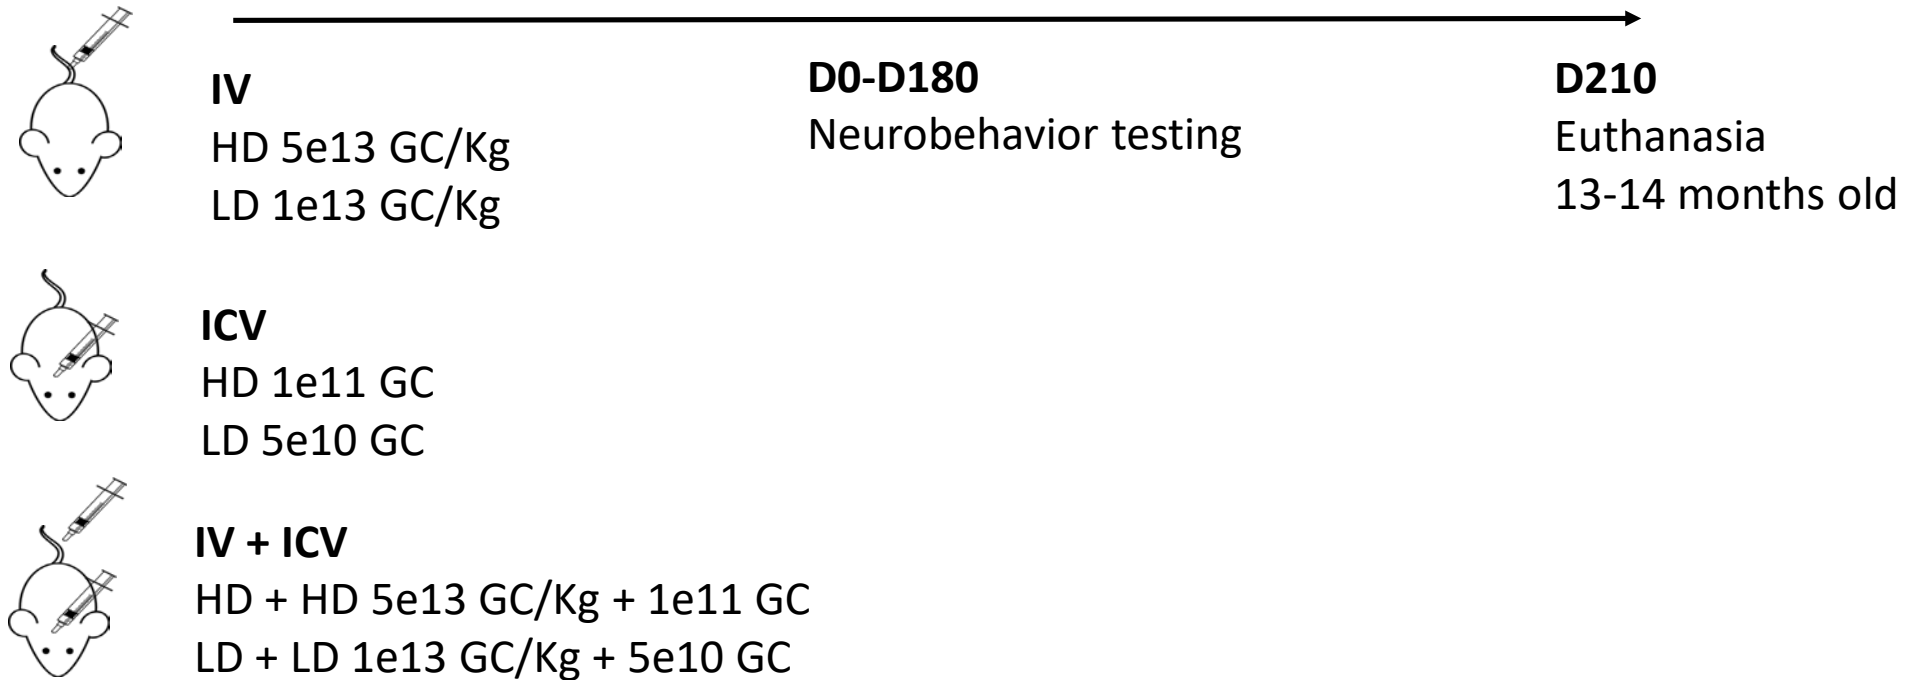 IV
HD 5e13 GC/Kg
LD 1e13 GC/Kg
D0-D180
Neurobehavior testing
D210
Euthanasia
13-14 months old
ICV
HD 1e11 GC
LD 5e10 GC
IV + ICV
HD + HD 5e13 GC/Kg + 1e11 GC
LD + LD 1e13 GC/Kg + 5e10 GC